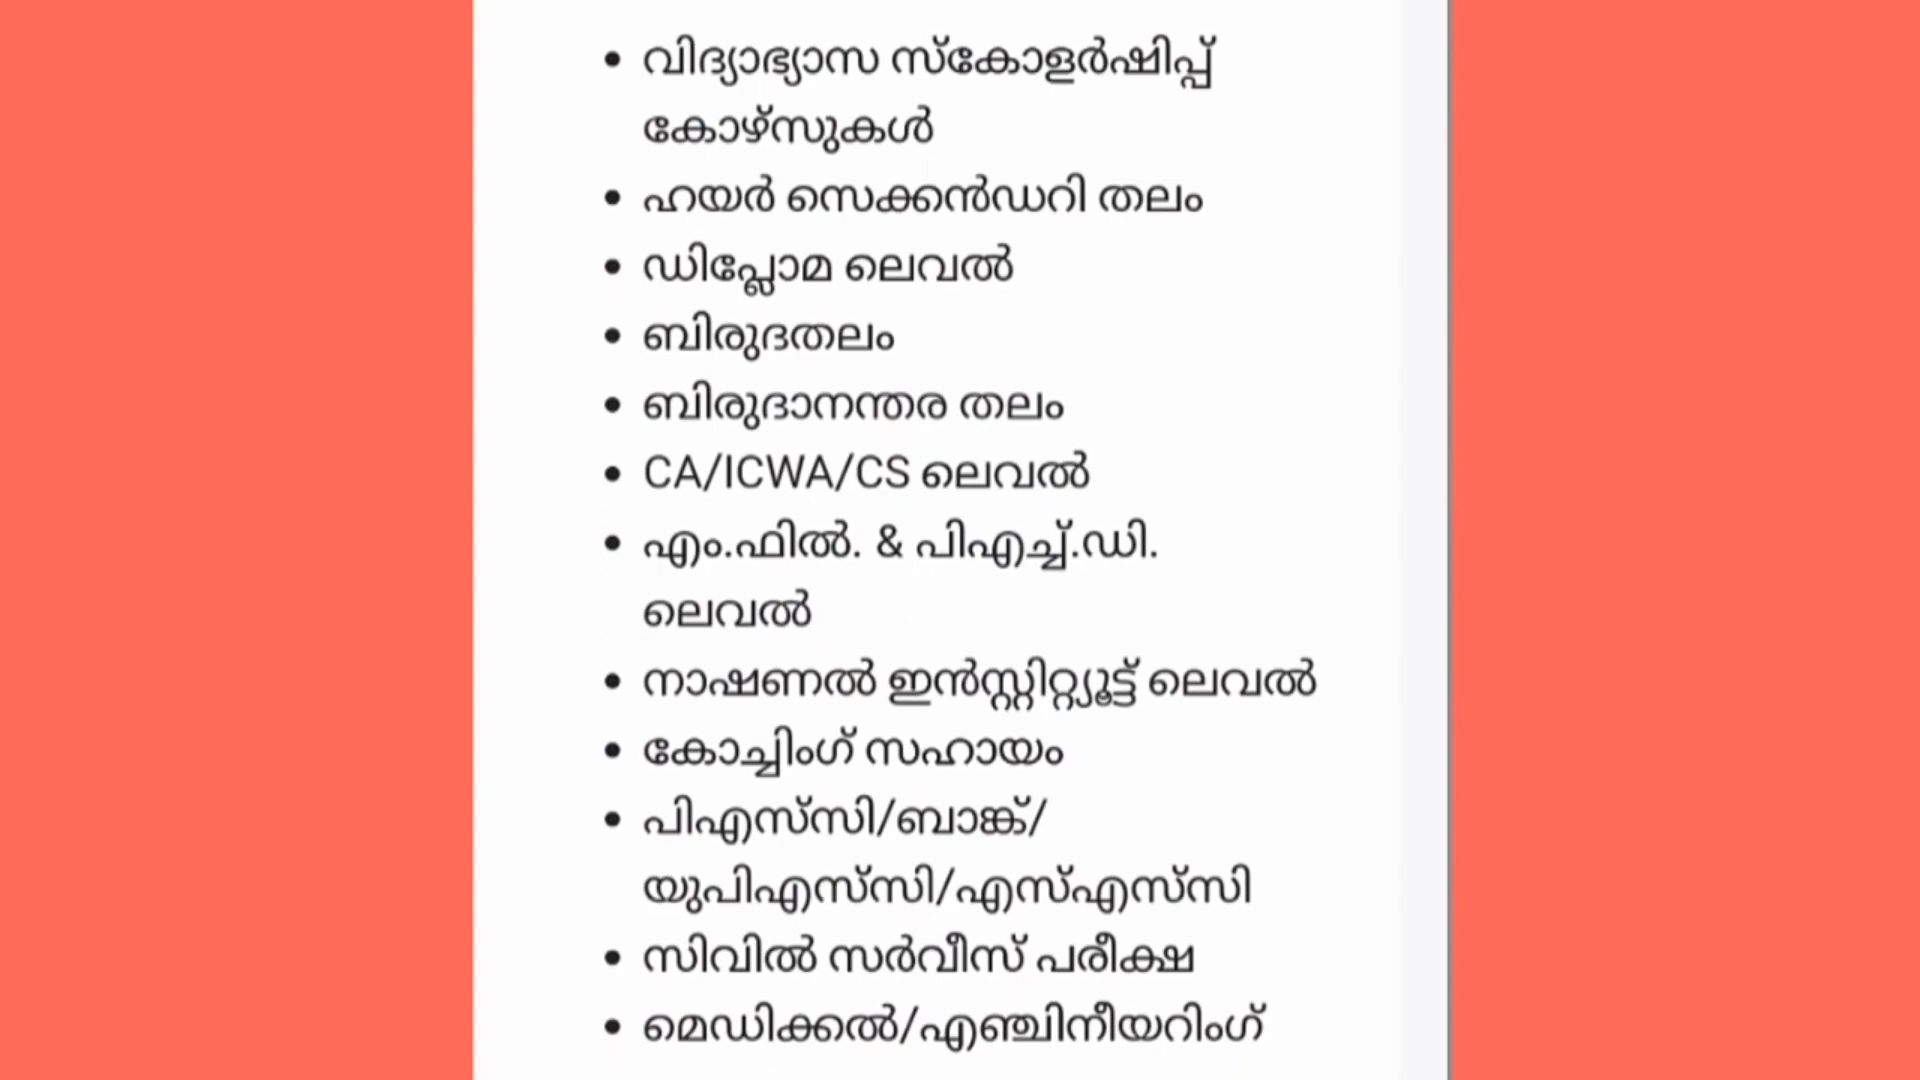 • വിദ്യാഭ്യാസ സ്കോളർഷിപ്പ്
കോഴ്സുകൾ
• ഹയർ സെക്കൻഡറി തലം
• ഡിപ്ലോമ ലെവൽ
• ബിരുദതലം
• ബിരുദാനന്തര തലം
• CA/ICWA/CS ലെവൽ
• എം.ഫിൽ. & പിഎച്ച്.ഡി.
ലെവൽ
• നാഷണൽ ഇൻസ്റ്റിറ്റ്യൂട്ട് ലെവൽ
• കോച്ചിംഗ് സഹായം
• പിഎസ്‌സി/ബാങ്ക്/
യുപിഎസ്‌സി/എസ്എസ്‌സി
• സിവിൽ സർവീസ് പരീക്ഷ
• മെഡിക്കൽ/എഞ്ചിനീയറിംഗ്